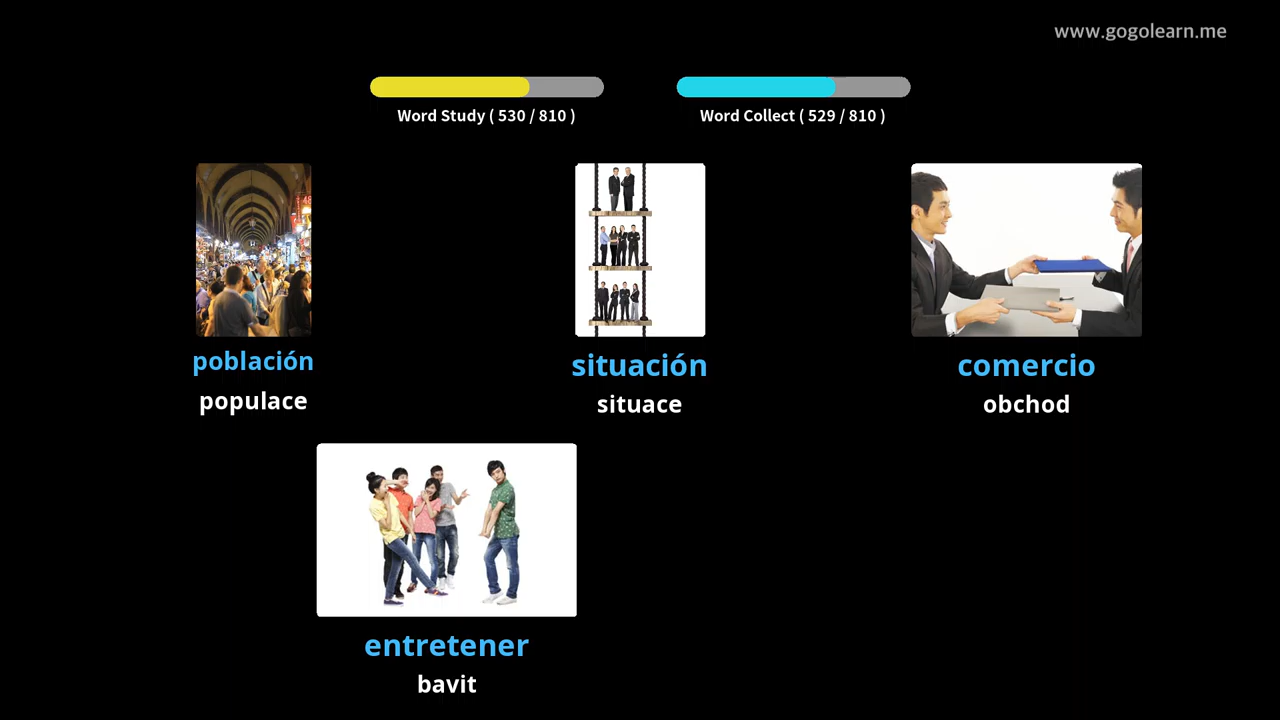 www.gogolearn.me
Word Study ( 530 / 810 )
Word Collect ( 529 / 810 )
población
populace
situación
situace
comercio
obchod
entretener
bavit